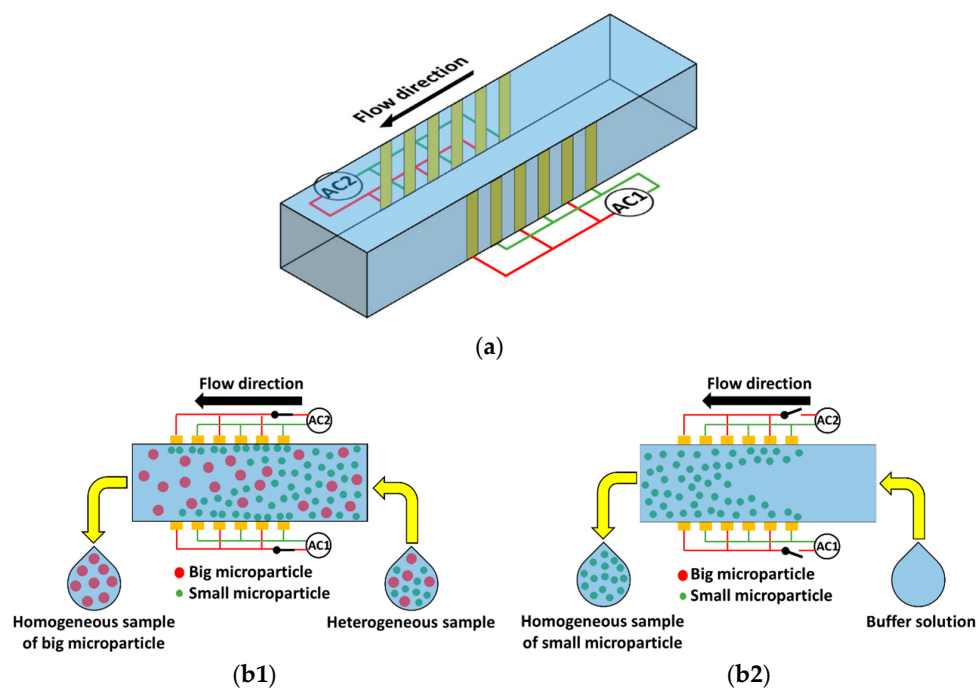 Flow direction
AC2
AC1
(a)
Flow direction
AC2
AC1
Big microparticle
Small microparticle
Homogeneous sample
of big microparticle
Heterogeneous sample
(b1)
Flow direction
AC2
AC1
Big microparticle
Small microparticle
Homogeneous sample
of small microparticle
Buffer solution
(b2)